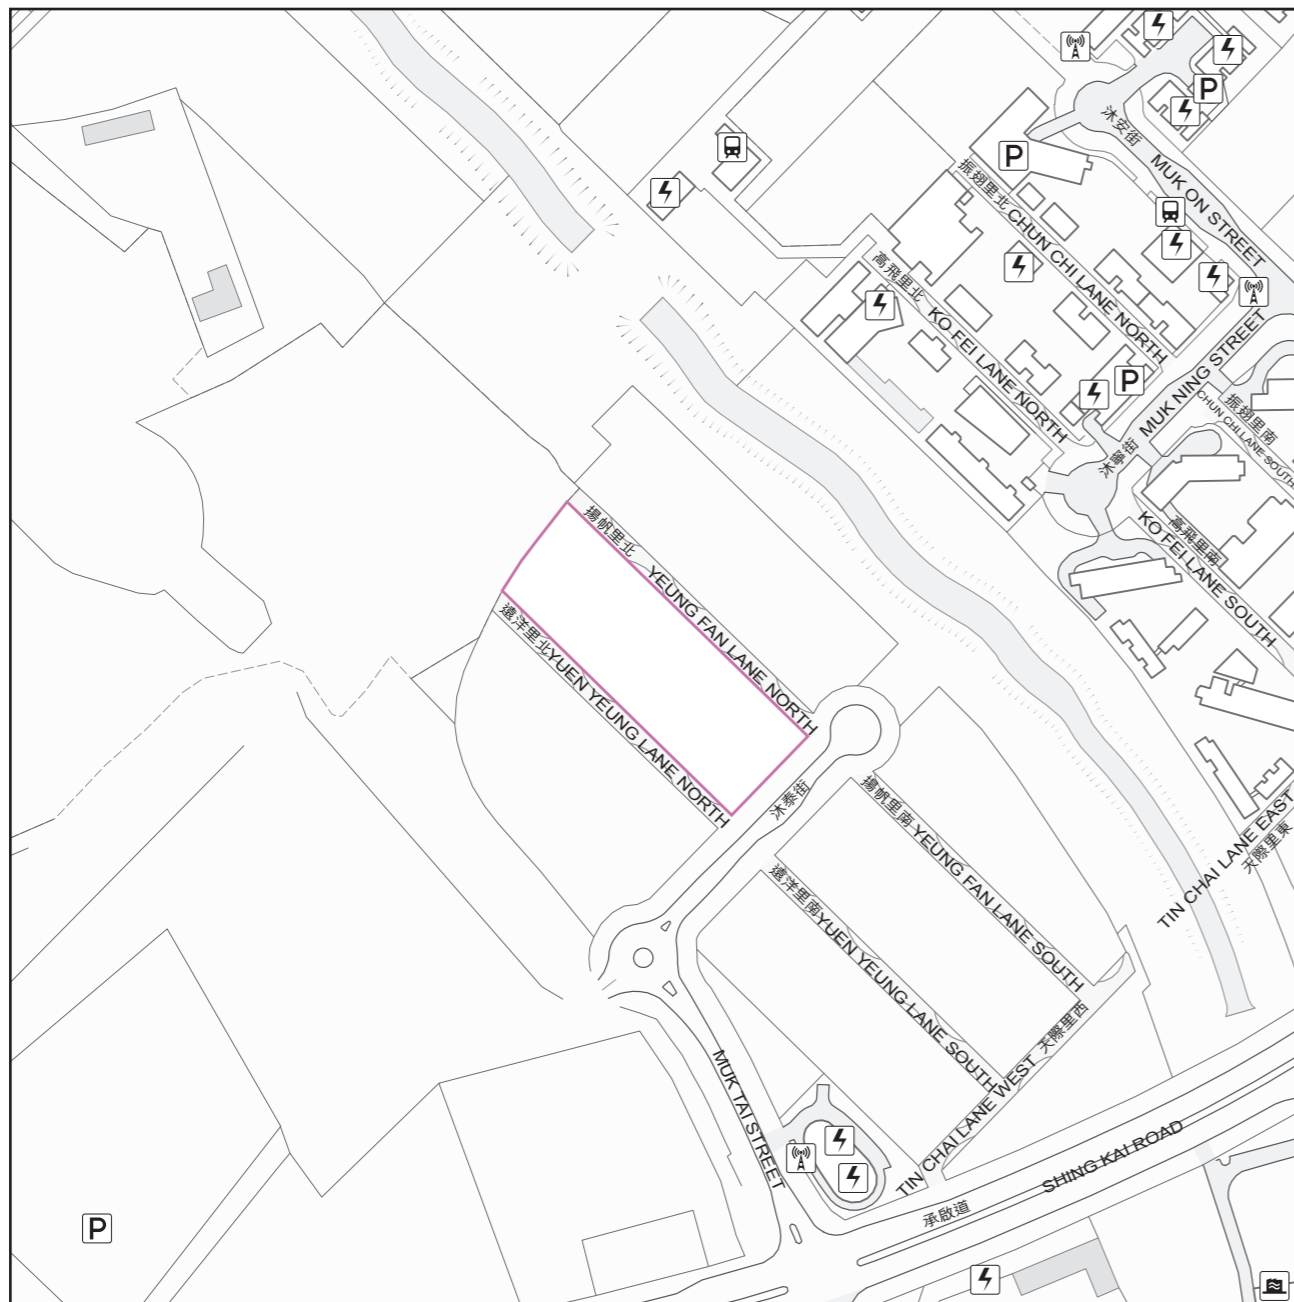 P
沐安街
MUK ON STREET
P
振翅里北 CHUN CHI LANE NORTH
高飛里北 KO FEI LANE NORTH
P
MUK NING STREET
沐寧街
振翅里南
CHUN CHI LANE SOUTH
高飛里南
KO FEI LANE SOUTH
揚帆里北 YEUNG FAN LANE NORTH
遠洋里北 YUEN YEUNG LANE NORTH
沐泰街
揚帆里南 YEUNG FAN LANE SOUTH
遠洋里南 YUEN YEUNG LANE SOUTH
TIN CHAI LANE EAST
天際里東
TIN CHAI LANE WEST 天際里西
MUK TAI STREET
承啟道 SHING KAI ROAD
P